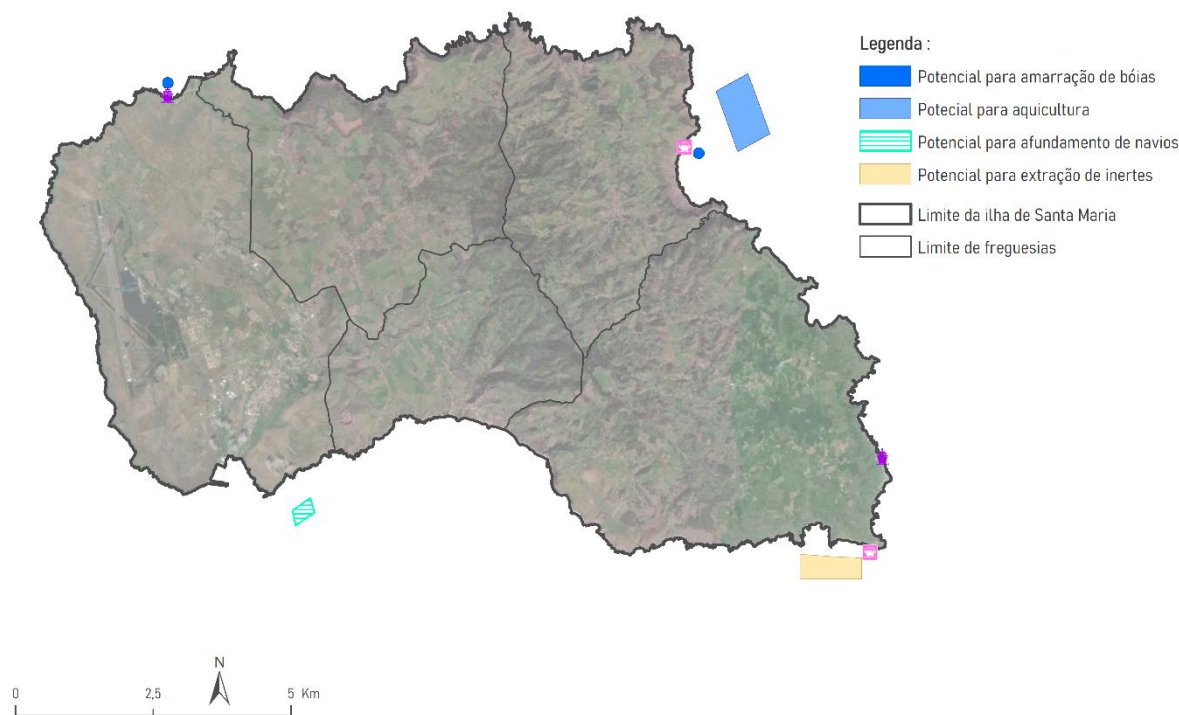 Legenda :
Potencial para amarração de bóias
Potecial para aquicultura
Potencial para afundamento de navios
Potencial para extração de inertes
Limite da ilha de Santa Maria
Limite de freguesias
N
0 2,5 5 Km